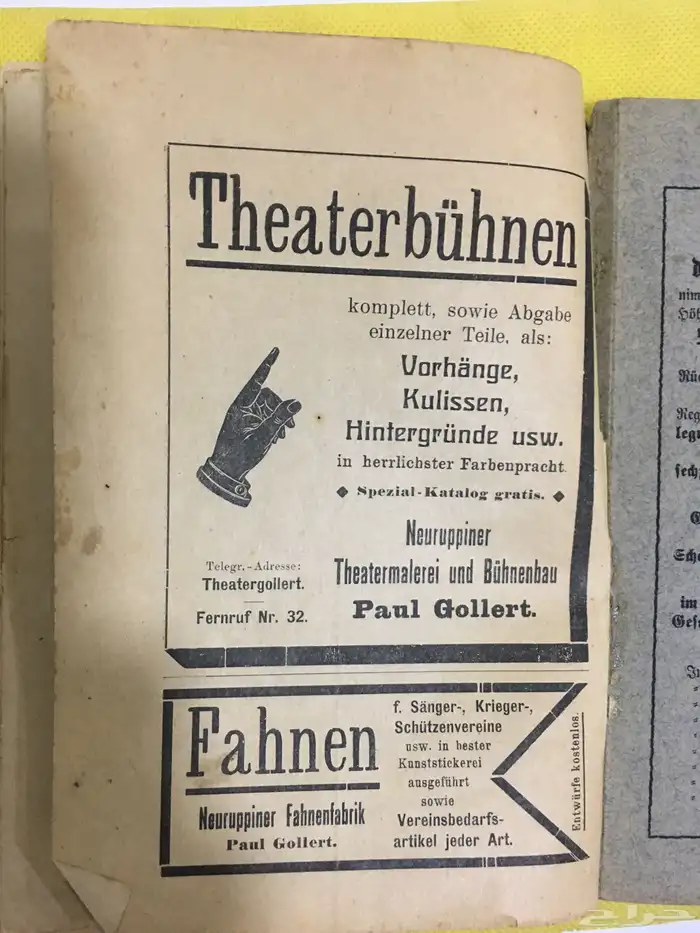 Theaterbühnen
komplett, sowie Abgabe
einzelner Teile, als:
Vorhänge,
Kulissen,
Hintergründe usw.
in herrlichster Farbenpracht.
◆ Spezial-Katalog gratis. ◆
Neuruppiner
Theatermalerei und Bühnenbau
Paul Gollert.
Telegr.-Adresse:
Theatergollert.
Fernruf Nr. 32.
Fahnen
Neuruppiner Fahnenfabrik
Paul Gollert.
f. Sänger-, Krieger-,
Schützenvereine
usw. in bester
Kunststickerei
ausgeführt
sowie
Vereinsbedarfs-
artikel jeder Art.
Entwürfe kostenlos.
im
حراج